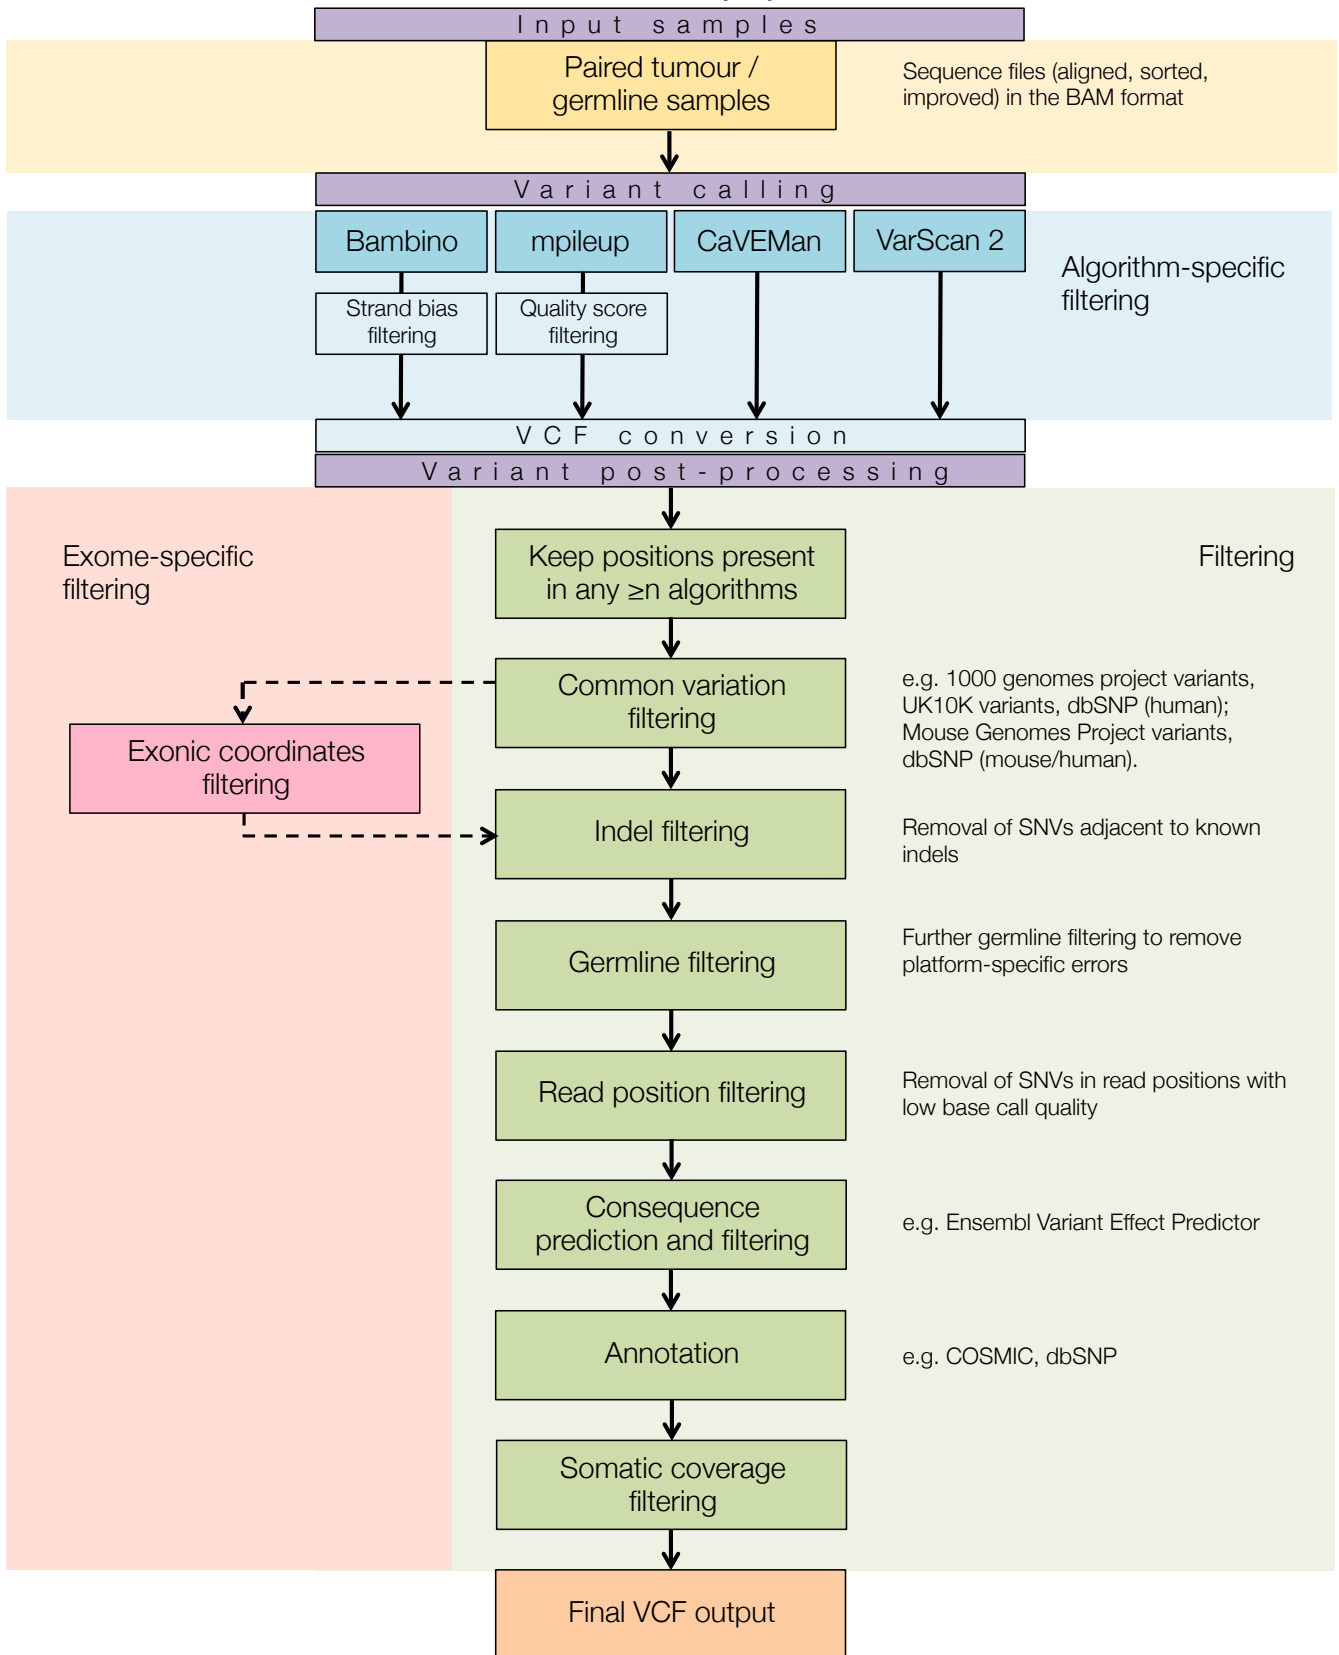 Input samples
Paired tumour /
germline samples
Sequence files (aligned, sorted,
improved) in the BAM format
Variant calling
Bambino
mpileup
CaVEMan
VarScan 2
Algorithm-specific
filtering
Strand bias
filtering
Quality score
filtering
VCF conversion
Variant post-processing
Exome-specific
filtering
Filtering
Keep positions present
in any ≥n algorithms
Common variation
filtering
e.g. 1000 genomes project variants,
UK10K variants, dbSNP (human);
Mouse Genomes Project variants,
dbSNP (mouse/human).
Exonic coordinates
filtering
Indel filtering
Removal of SNVs adjacent to known
indels
Germline filtering
Further germline filtering to remove
platform-specific errors
Read position filtering
Removal of SNVs in read positions with
low base call quality
Consequence
prediction and filtering
e.g. Ensembl Variant Effect Predictor
Annotation
e.g. COSMIC, dbSNP
Somatic coverage
filtering
Final VCF output